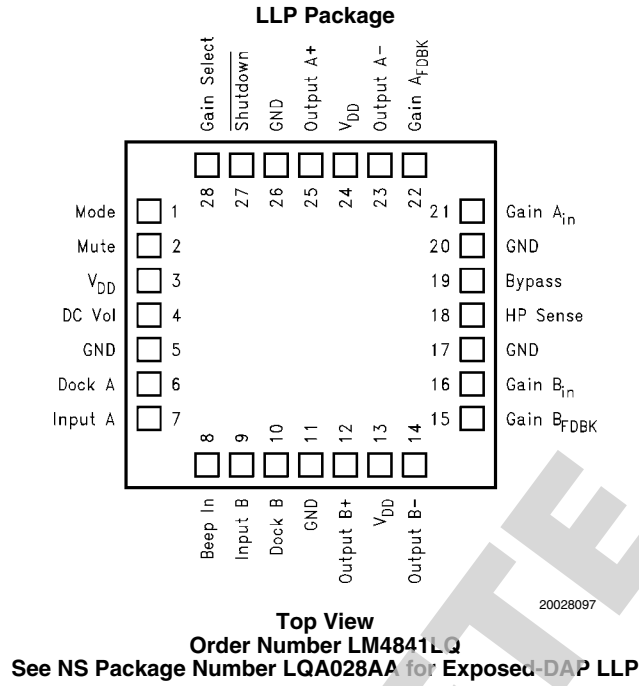 LLP Package
Gain Select
Shutdown
GND
Output A+
VDD
Output A-
Gain AFDBK
28 27 26 25 24 23 22
Mode 1
Mute 2
VDD 3
DC Vol 4
GND 5
Dock A 6
Input A 7
21 Gain Ain
20 GND
19 Bypass
18 HP Sense
17 GND
16 Gain Bin
15 Gain BFDBK
8 9 10 11 12 13 14
Beep In
Input B
Dock B
GND
Output B+
VDD
Output B-
20028097
Top View
Order Number LM4841LQ
See NS Package Number LQA028AA for Exposed-DAP LLP
TE